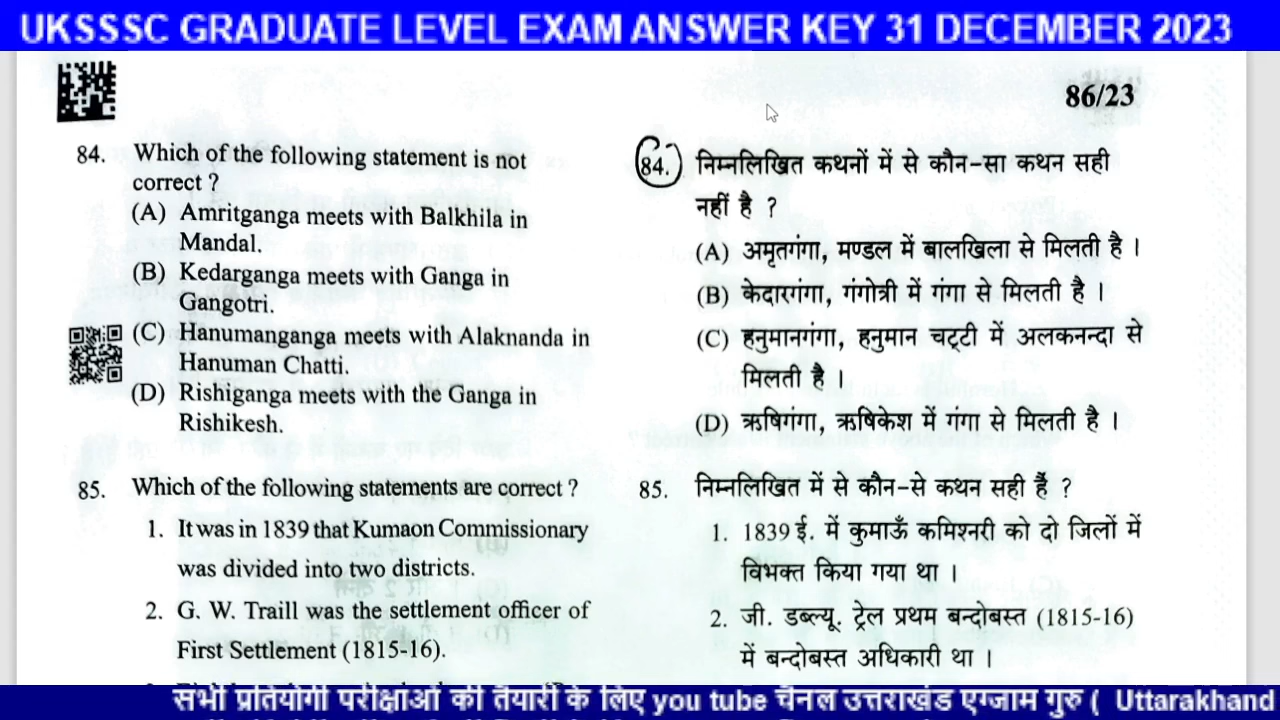 UKSSSC GRADUATE LEVEL EXAM ANSWER KEY 31 DECEMBER 2023
86/23
84. Which of the following statement is not
correct ?
(A) Amritganga meets with Balkhila in
Mandal.
(B) Kedarganga meets with Ganga in
Gangotri.
(C) Hanumanganga meets with Alaknanda in
Hanuman Chatti.
(D) Rishiganga meets with the Ganga in
Rishikesh.
85. Which of the following statements are correct ?
1. It was in 1839 that Kumaon Commissionary
was divided into two districts.
2. G. W. Traill was the settlement officer of
First Settlement (1815-16).
84. निम्नलिखित कथनों में से कौन-सा कथन सही
नहीं है ?
(A) अमृतगंगा, मण्डल में बालखिला से मिलती है ।
(B) केदारगंगा, गंगोत्री में गंगा से मिलती है ।
(C) हनुमानगंगा, हनुमान चट्टी में अलकनन्दा से
मिलती है ।
(D) ऋषिगंगा, ऋषिकेश में गंगा से मिलती है ।
85. निम्नलिखित में से कौन-से कथन सही हैं ?
1. 1839 ई. में कुमाऊँ कमिश्नरी को दो जिलों में
विभक्त किया गया था ।
2. जी. डब्ल्यू. ट्रेल प्रथम बन्दोबस्त (1815-16)
में बन्दोबस्त अधिकारी था ।
सभी प्रतियोगी परीक्षाओं की तैयारी के लिए you tube चैनल उत्तराखंड एग्जाम गुरु ( Uttarakhand